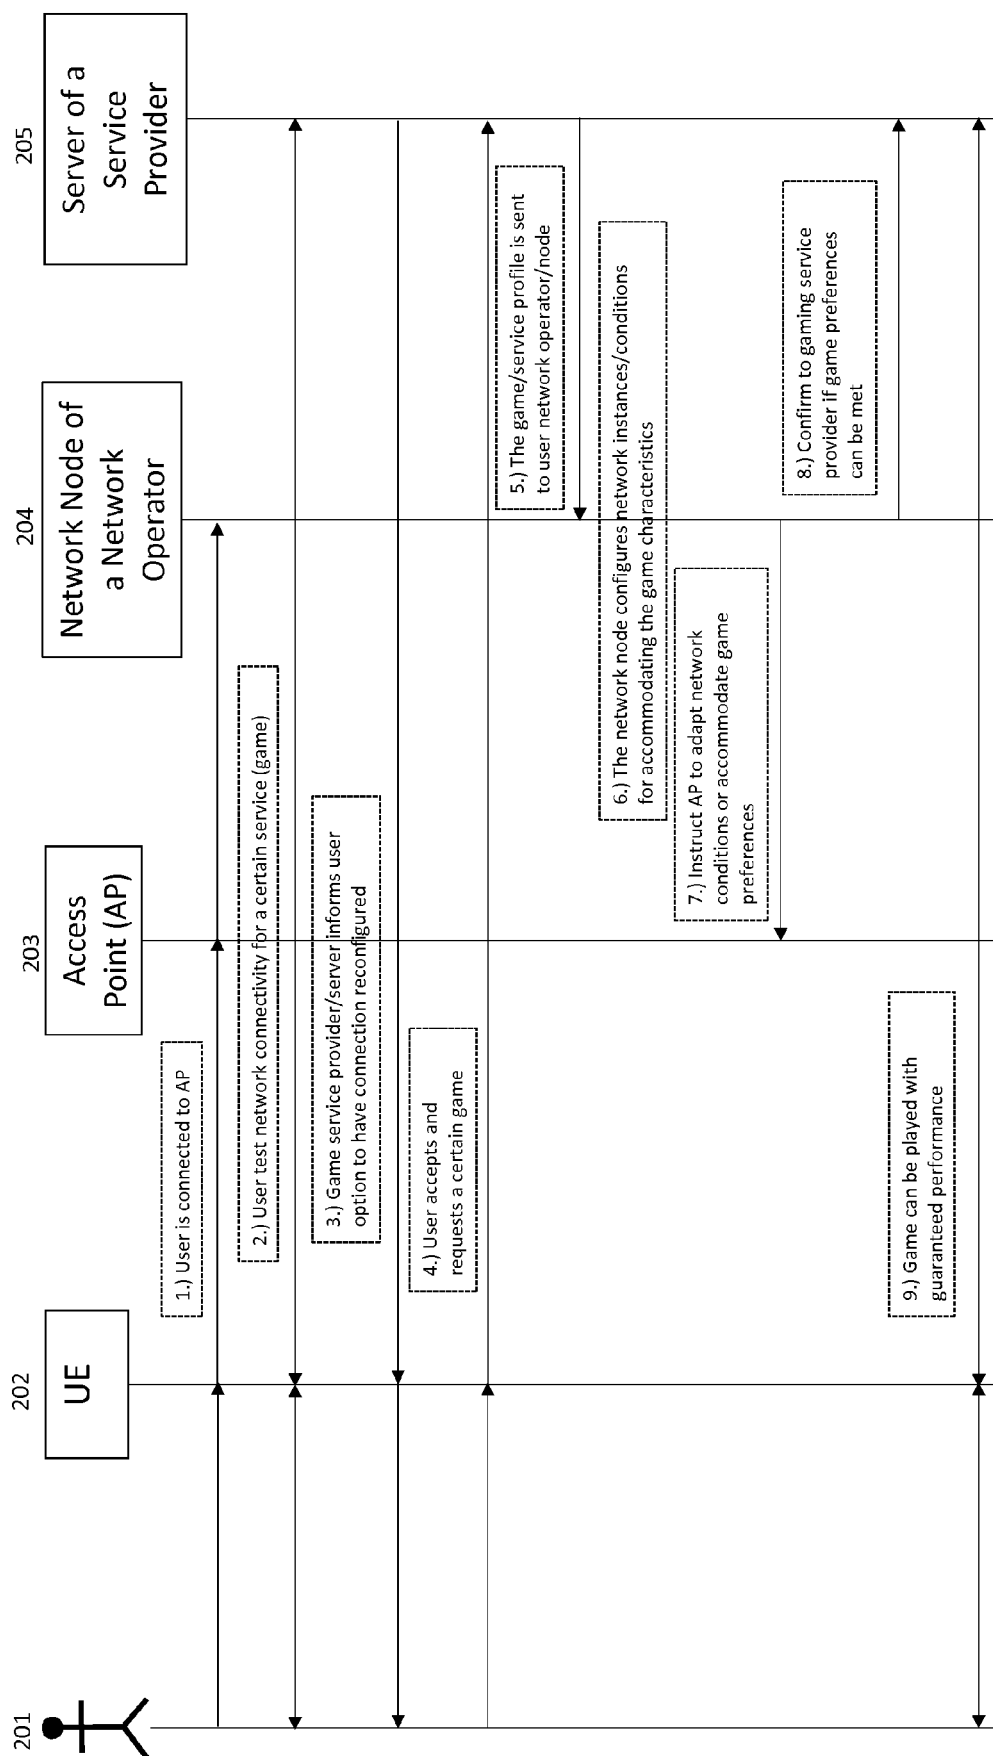 201
202
UE
203
Access
Point (AP)
204
Network Node of
a Network
Operator
205
Server of a
Service
Provider
1.) User is connected to AP
2.) User test network connectivity for a certain service (game)
3.) Game service provider/server informs user
option to have connection reconfigured
4.) User accepts and
requests a certain game
5.) The game/service profile is sent
to user network operator/node
6.) The network node configures network instances/conditions
for accommodating the game characteristics
7.) Instruct AP to adapt network
conditions or accommodate game
preferences
8.) Confirm to gaming service
provider if game preferences
can be met
9.) Game can be played with
guaranteed performance